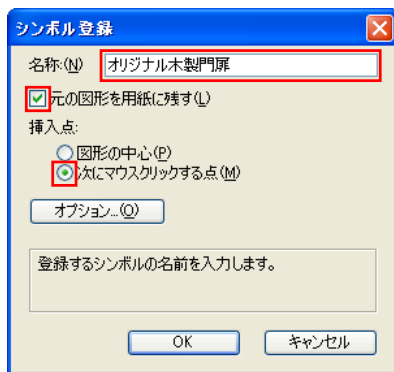 シンボル登録
名称:(N) オリジナル木製門扉
元の図形を用紙に残す(L)
挿入点:
図形の中心(P)
次にマウスクリックする点(M)
オプション...(O)
登録するシンボルの名前を入力します。
OK キャンセル